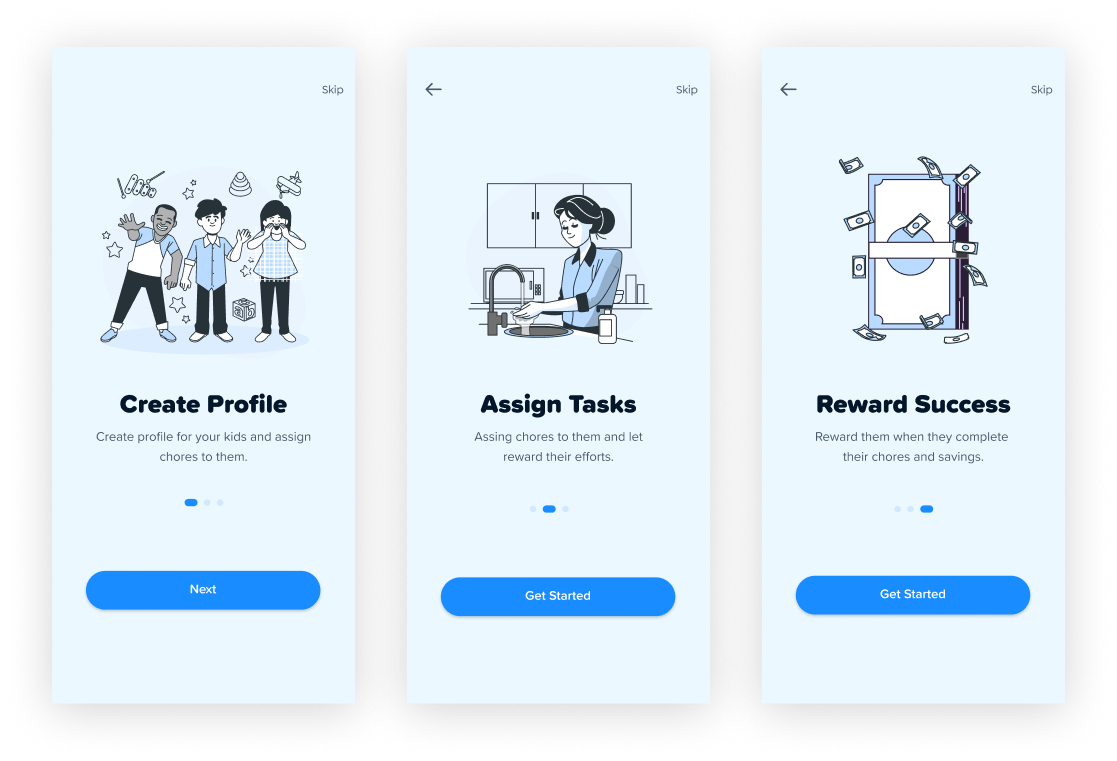 Skip
Create Profile
Create profile for your kids and assign
chores to them.
Next
Skip
Assign Tasks
Assing chores to them and let
reward their efforts.
Get Started
Skip
Reward Success
Reward them when they complete
their chores and savings.
Get Started